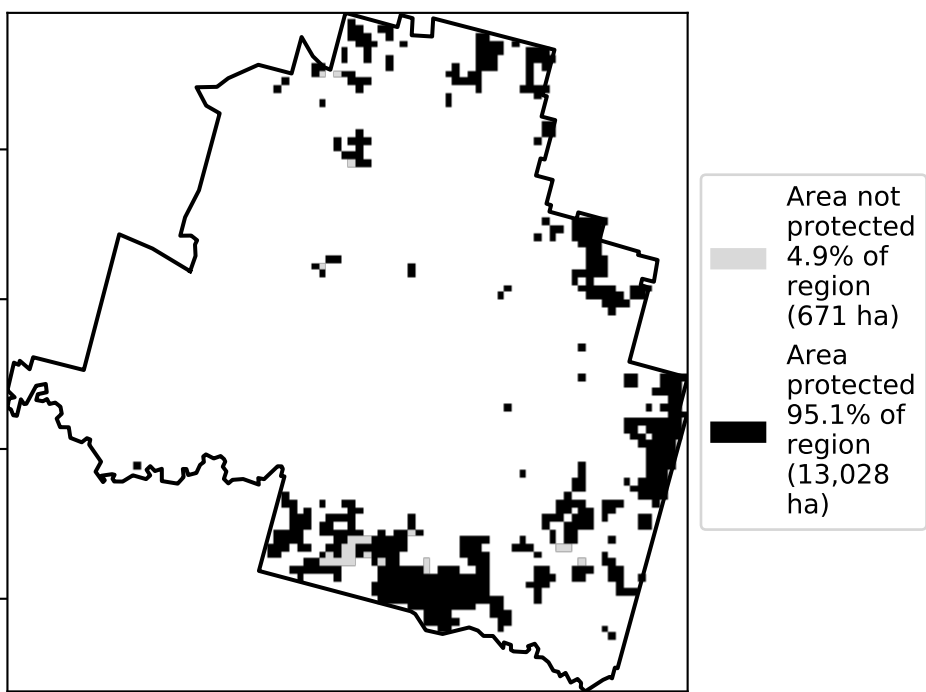 Area not
protected
4.9% of
region
(671 ha)
Area
protected
95.1% of
region
(13,028
ha)